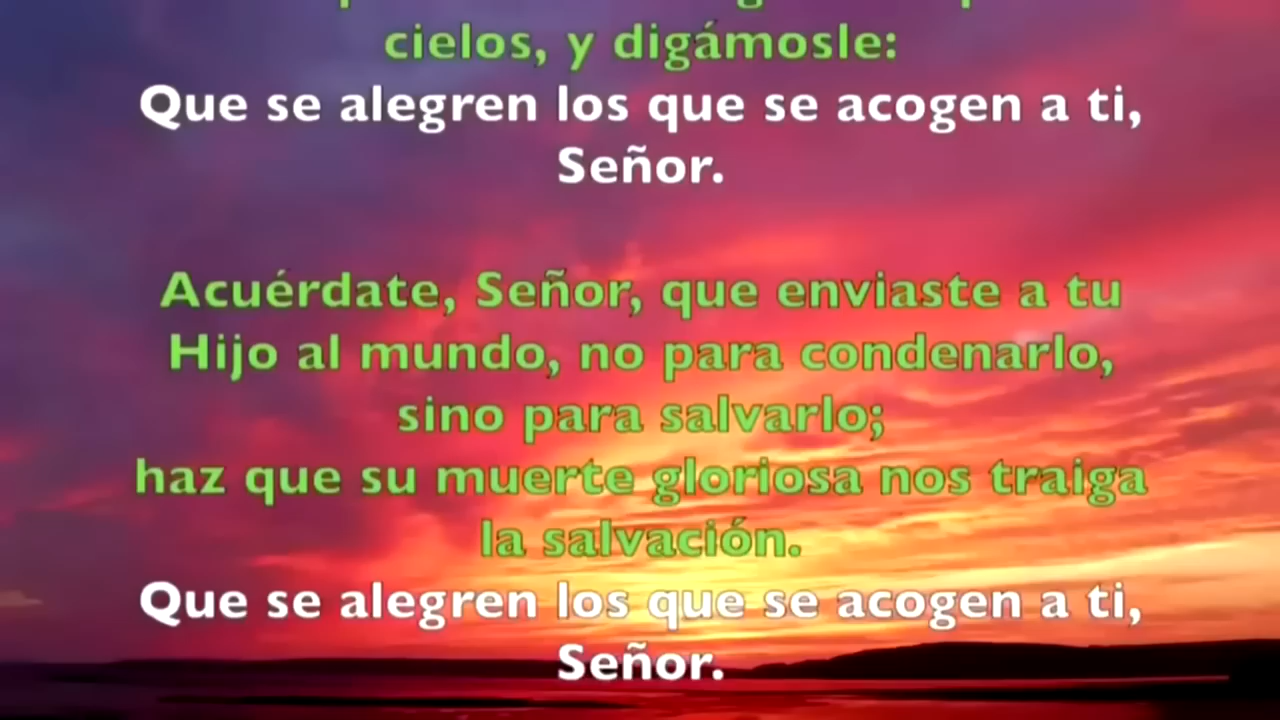 cielos, y digámosle:
Que se alegren los que se acogen a ti,
Señor.
Acuérdate, Señor, que enviaste a tu
Hijo al mundo, no para condenarlo,
sino para salvarlo;
haz que su muerte gloriosa nos traiga
la salvación.
Que se alegren los que se acogen a ti,
Señor.